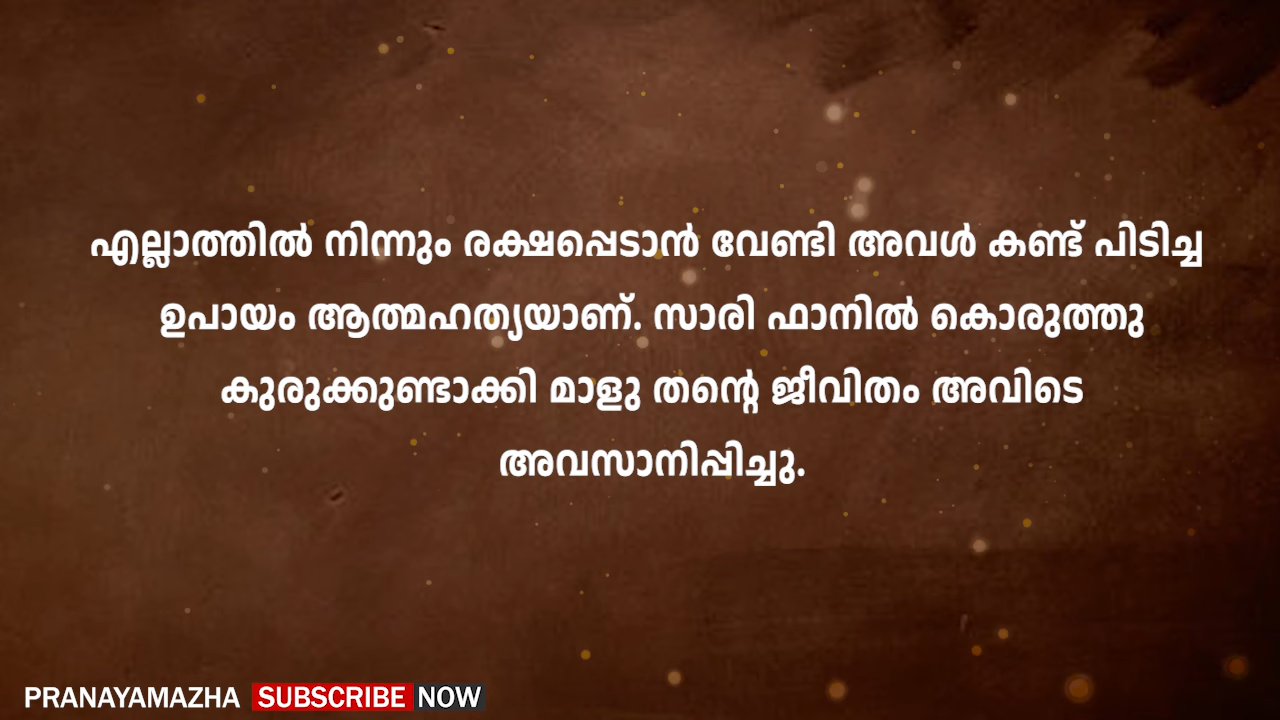 എല്ലാത്തിൽ നിന്നും രക്ഷപ്പെടാൻ വേണ്ടി അവൾ കണ്ട് പിടിച്ച
ഉപായം ആത്മഹത്യയാണ്. സാരി ഫാനിൽ കൊരുത്തു
കുരുക്കുണ്ടാക്കി മാളു തന്റെ ജീവിതം അവിടെ
അവസാനിപ്പിച്ചു.
PRANAYAMAZHA SUBSCRIBE NOW